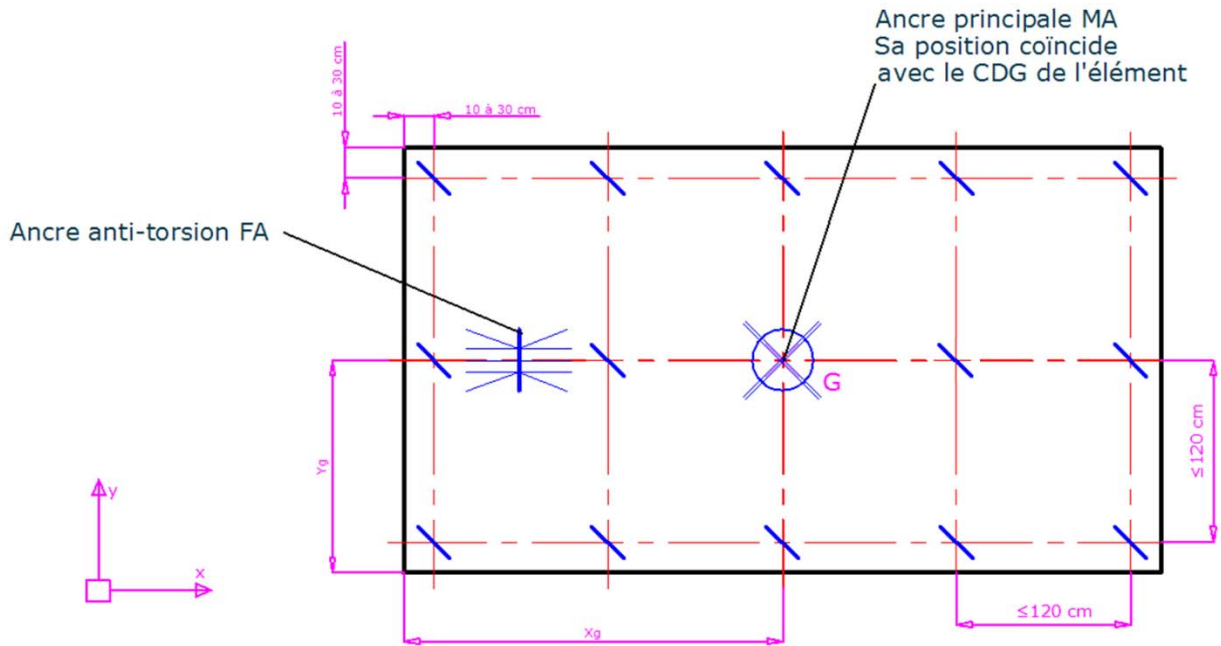 Ancre principale MA
Sa position coïncide
avec le CDG de l'élément
10 à 30 cm
10 à 30 cm
Ancre anti-torsion FA
G
Yg
≤120 cm
y
x
Xg
≤120 cm